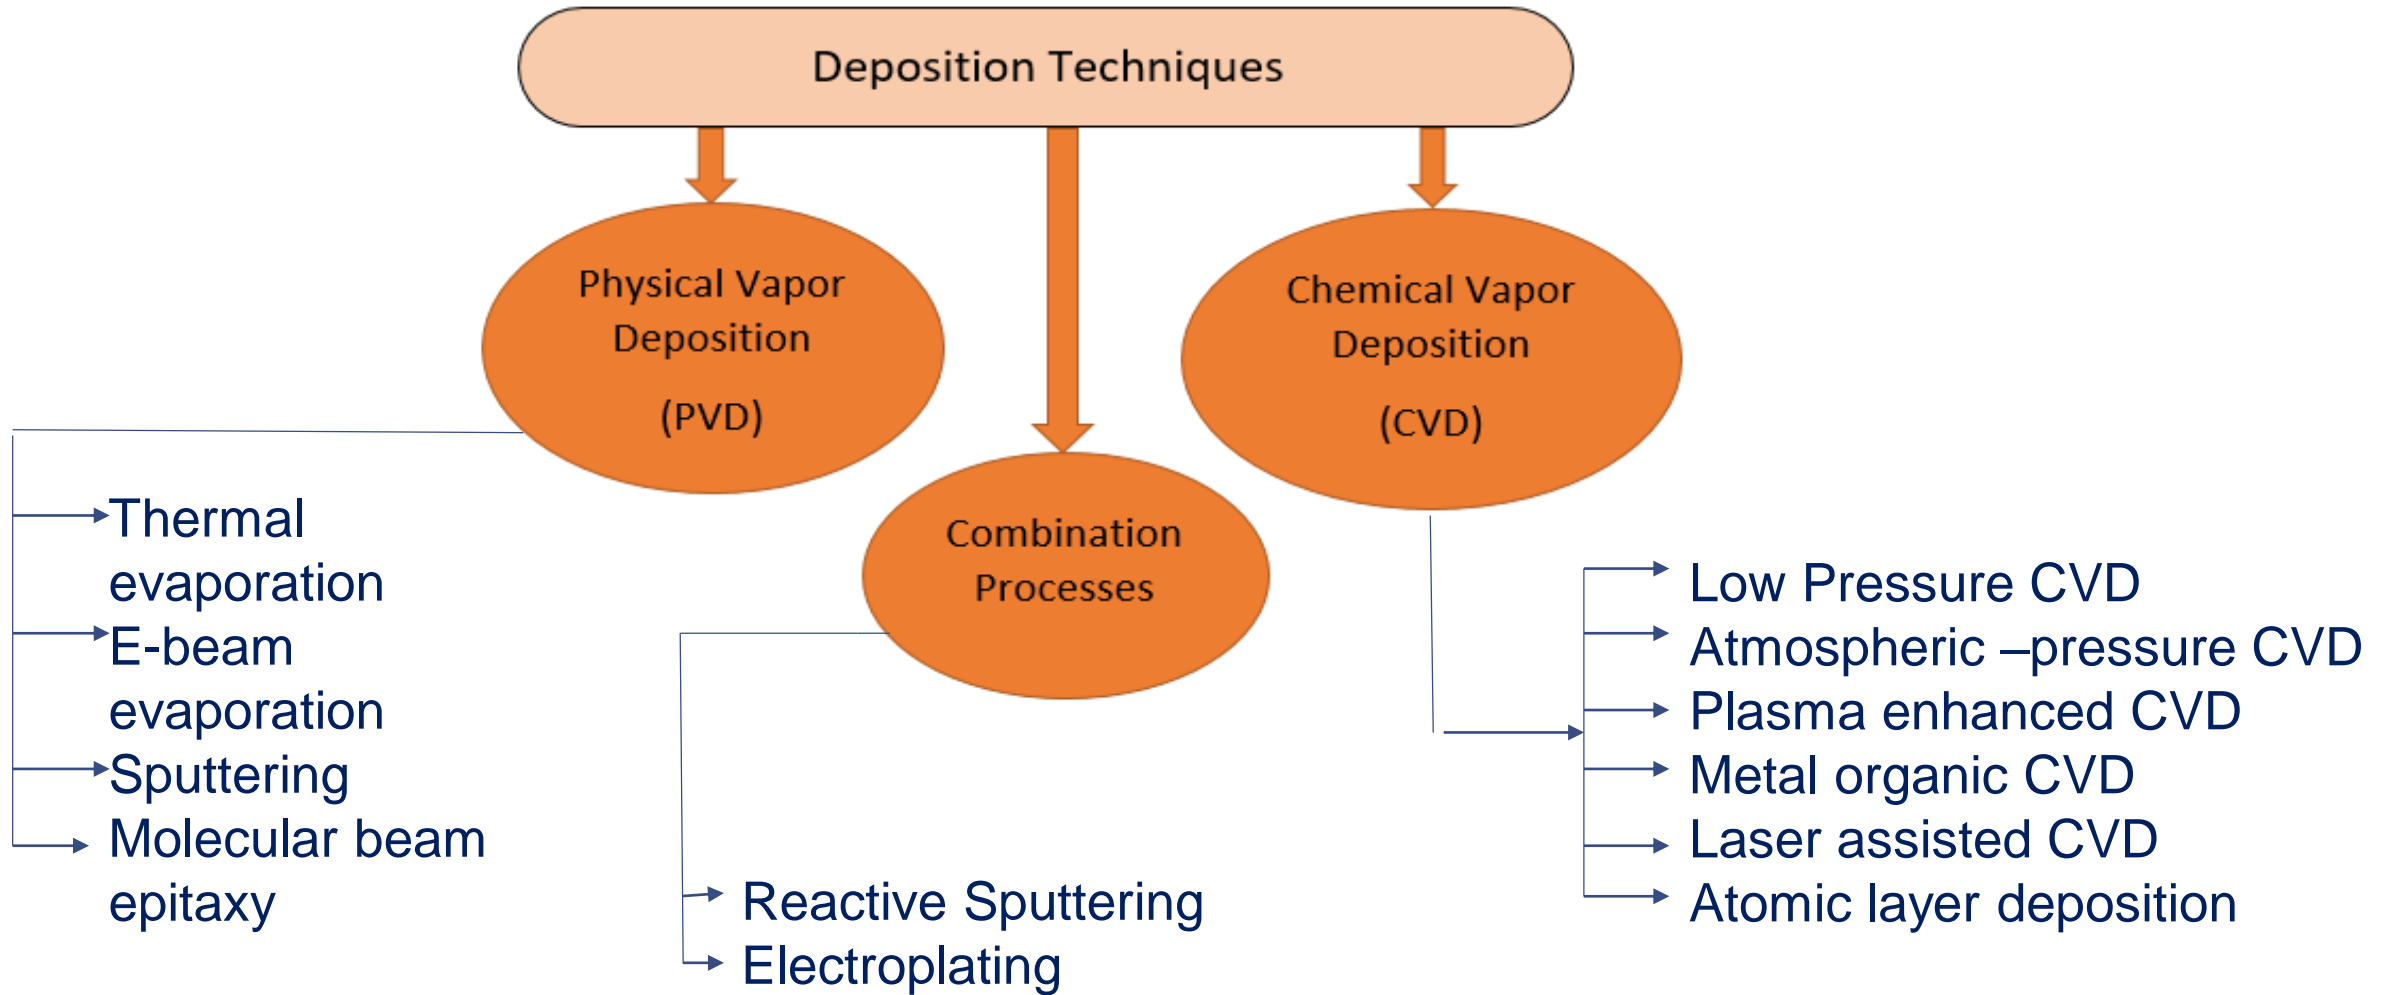 Deposition Techniques
Physical Vapor
Deposition
(PVD)
Chemical Vapor
Deposition
(CVD)
Combination
Processes
Thermal
evaporation
E-beam
evaporation
Sputtering
Molecular beam
epitaxy
Reactive Sputtering
Electroplating
Low Pressure CVD
Atmospheric –pressure CVD
Plasma enhanced CVD
Metal organic CVD
Laser assisted CVD
Atomic layer deposition